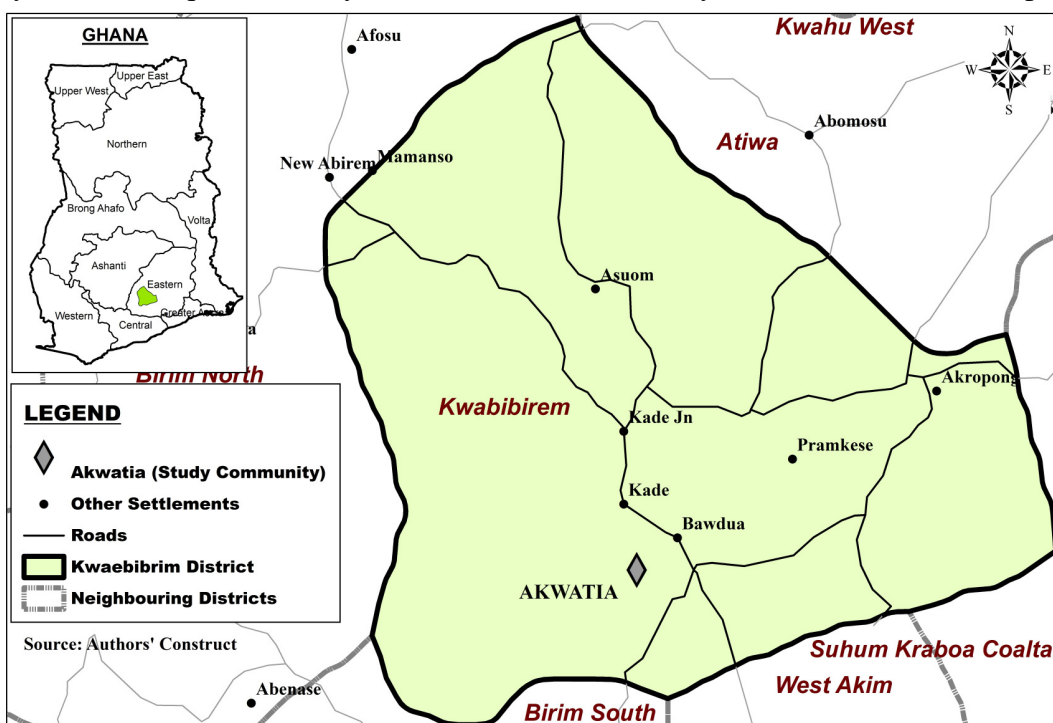 GHANA
Upper East
Upper West
Northern
Brong Ahafo
Volta
Ashanti
Eastern
Western
Central
Greater Accra
Afosu
Kwahu West
N
W E
S
Abomosu
Atiwa
New Abirem
Mamanso
Asuom
Birim North
Kwabibirem
Akropong
Kade Jn
Pramkese
Kade
Bawdua
AKWATIA
LEGEND
Akwatia (Study Community)
Other Settlements
Roads
Kwaebibrim District
Neighbouring Districts
Source: Authors' Construct
Abenase
Suhum Kraboa Coalta
West Akim
Birim South